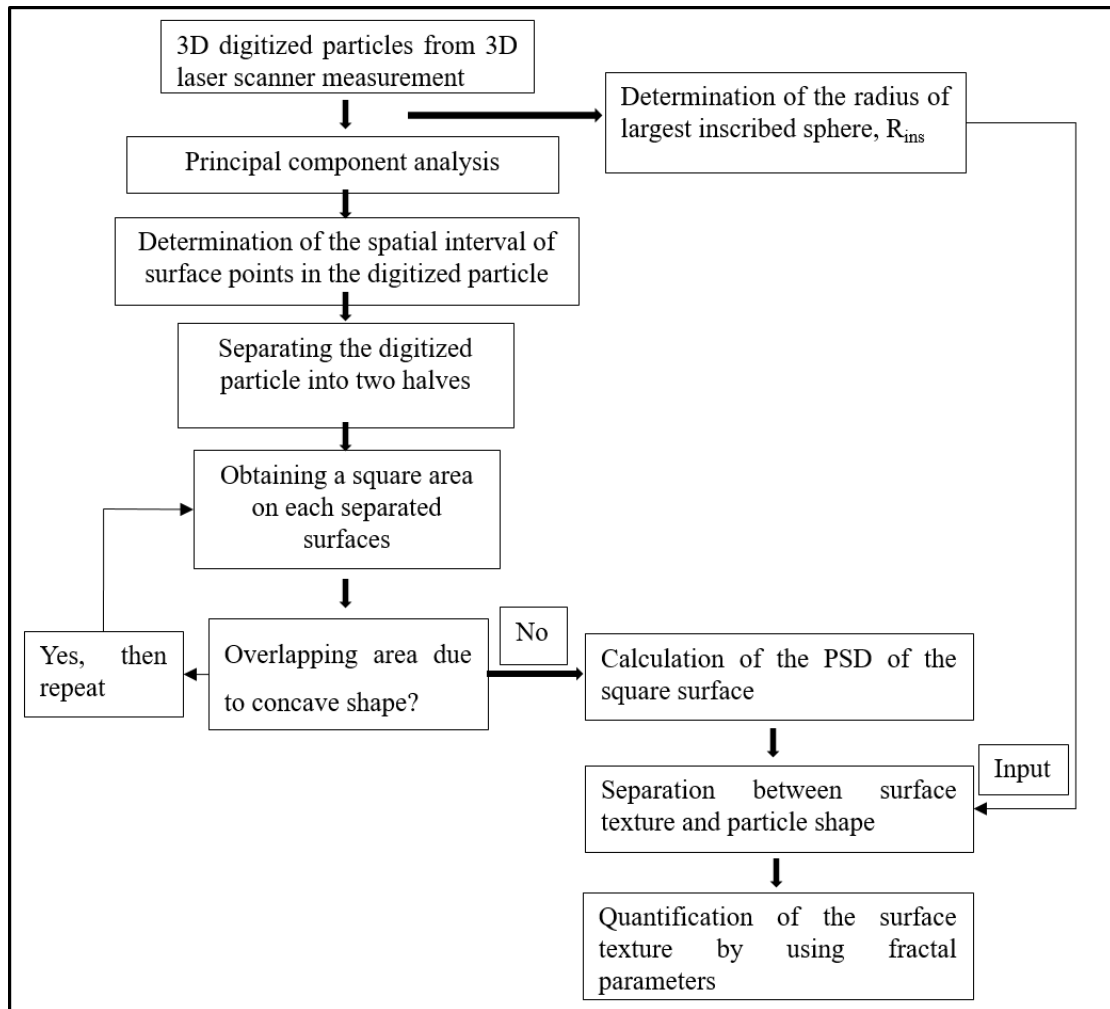 3D digitized particles from 3D
laser scanner measurement
Determination of the radius of
largest inscribed sphere, Rins
Principal component analysis
Determination of the spatial interval of
surface points in the digitized particle
Separating the digitized
particle into two halves
Obtaining a square area
on each separated
surfaces
Yes, then
repeat
Overlapping area due
to concave shape?
No
Calculation of the PSD of the
square surface
Input
Separation between surface
texture and particle shape
Quantification of the surface
texture by using fractal
parameters